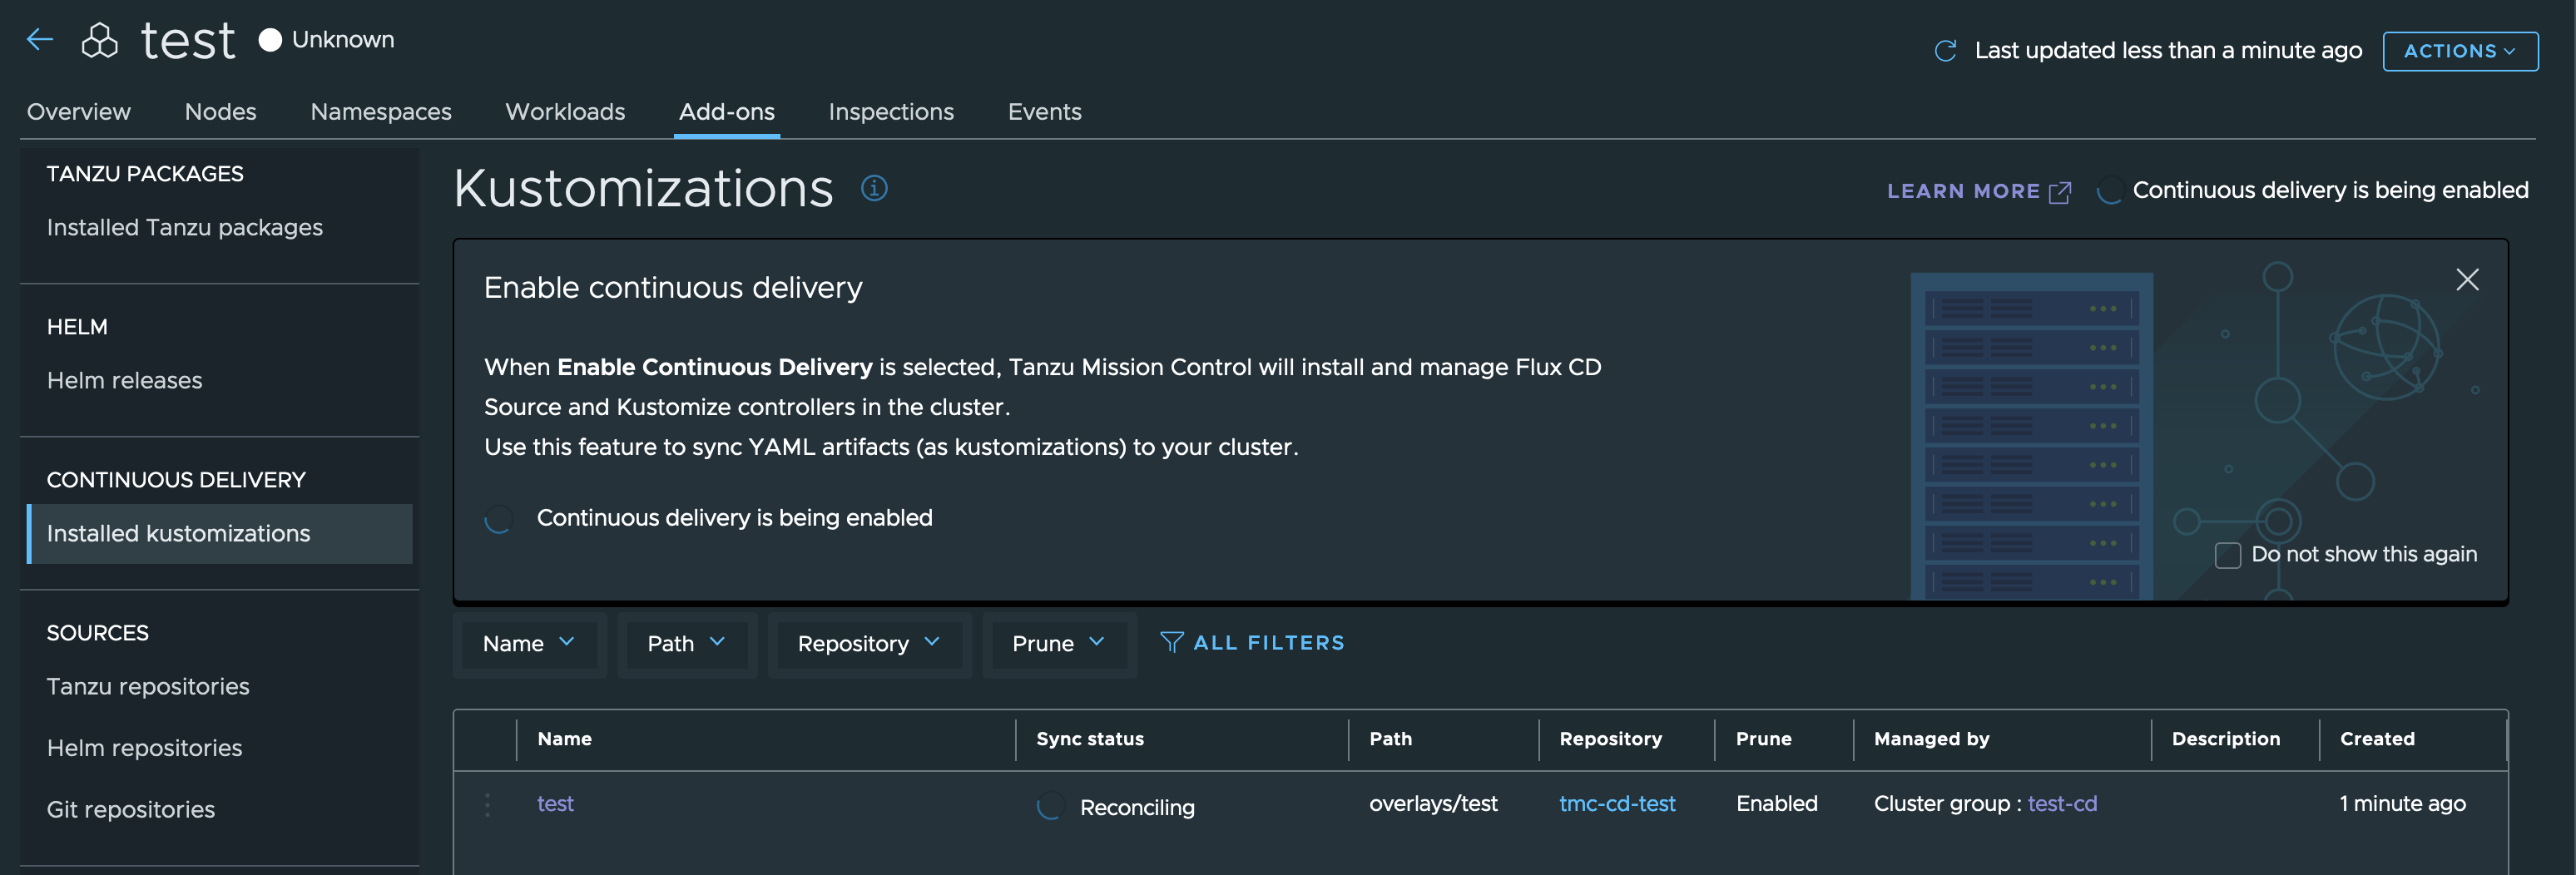 test Unknown
Last updated less than a minute ago ACTIONS
Overview Nodes Namespaces Workloads Add-ons Inspections Events
TANZU PACKAGES
Installed Tanzu packages
HELM
Helm releases
CONTINUOUS DELIVERY
Installed kustomizations
SOURCES
Tanzu repositories
Helm repositories
Git repositories
Kustomizations
LEARN MORE Continuous delivery is being enabled
Enable continuous delivery
When Enable Continuous Delivery is selected, Tanzu Mission Control will install and manage Flux CD
Source and Kustomize controllers in the cluster.
Use this feature to sync YAML artifacts (as kustomizations) to your cluster.
Continuous delivery is being enabled
Do not show this again
Name Path Repository Prune ALL FILTERS
Name Sync status Path Repository Prune Managed by Description Created
test Reconciling overlays/test tmc-cd-test Enabled Cluster group : test-cd 1 minute ago